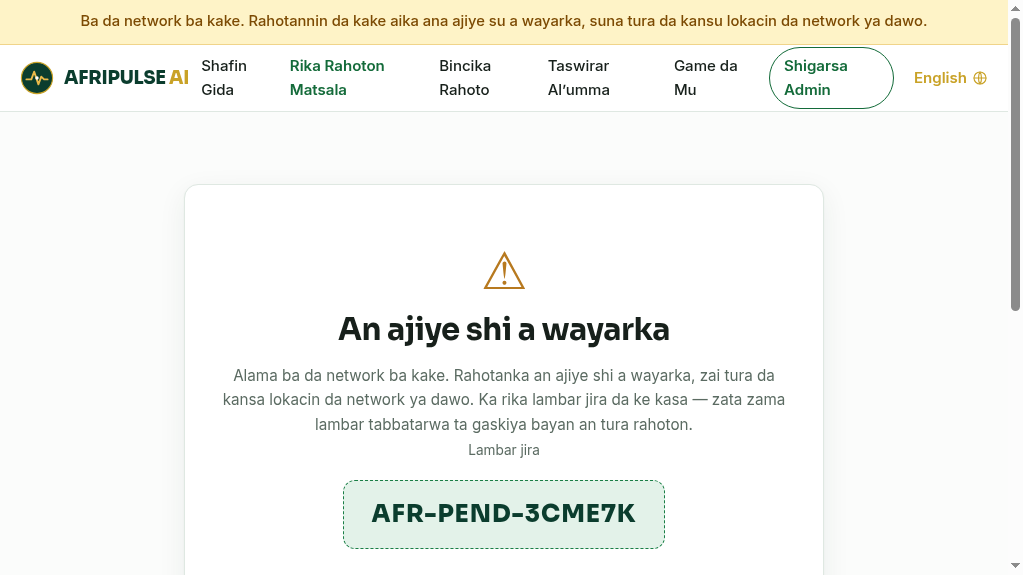 Ba da network ba kake. Rahotannin da kake aika ana ajiye su a wayarka, suna tura da kansu lokacin da network ya dawo.
AFRIPULSE AI
Shafin Gida
Rika Rahoton Matsala
Bincika Rahoto
Taswirar Al‘umma
Game da Mu
Shigarsa Admin
English
An ajiye shi a wayarka
Alama ba da network ba kake. Rahotanka an ajiye shi a wayarka, zai tura da
kansa lokacin da network ya dawo. Ka rika lambar jira da ke kasa — zata zama
lambar tabbatarwa ta gaskiya bayan an tura rahoton.
Lambar jira
AFR-PEND-3CME7K